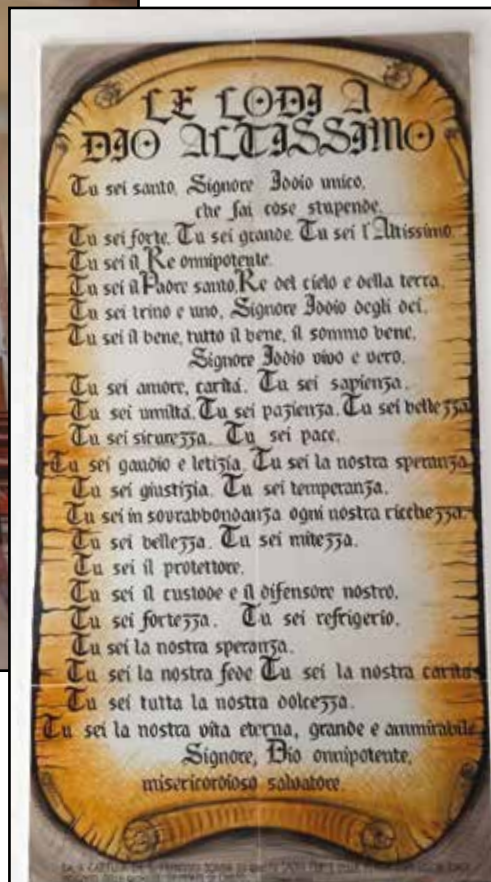 LE LODI A
DIO ALTISSIMO
Tu sei santo, Signore Iddio unico,
che fai cose stupende.
Tu sei forte. Tu sei grande. Tu sei l'Altissimo.
Tu sei il Re onnipotente.
Tu sei il Padre santo, Re del cielo e della terra.
Tu sei trino e uno, Signore Iddio degli dei.
Tu sei il bene, tutto il bene, il sommo bene,
Signore Iddio vivo e vero.
Tu sei amore, carità. Tu sei sapienza.
Tu sei umiltà. Tu sei pazienza. Tu sei bellezza.
Tu sei sicurezza. Tu sei pace.
Tu sei gaudio e letizia. Tu sei la nostra speranza.
Tu sei giustizia. Tu sei temperanza.
Tu sei in sovrabbondanza ogni nostra ricchezza.
Tu sei bellezza. Tu sei mitezza.
Tu sei il protettore.
Tu sei il custode e il difensore nostro.
Tu sei fortezza. Tu sei refrigerio.
Tu sei la nostra speranza.
Tu sei la nostra fede Tu sei la nostra carità
Tu sei tutta la nostra dolcezza.
Tu sei la nostra vita eterna, grande e ammirabile
Signore, Dio onnipotente,
misericordioso salvatore.